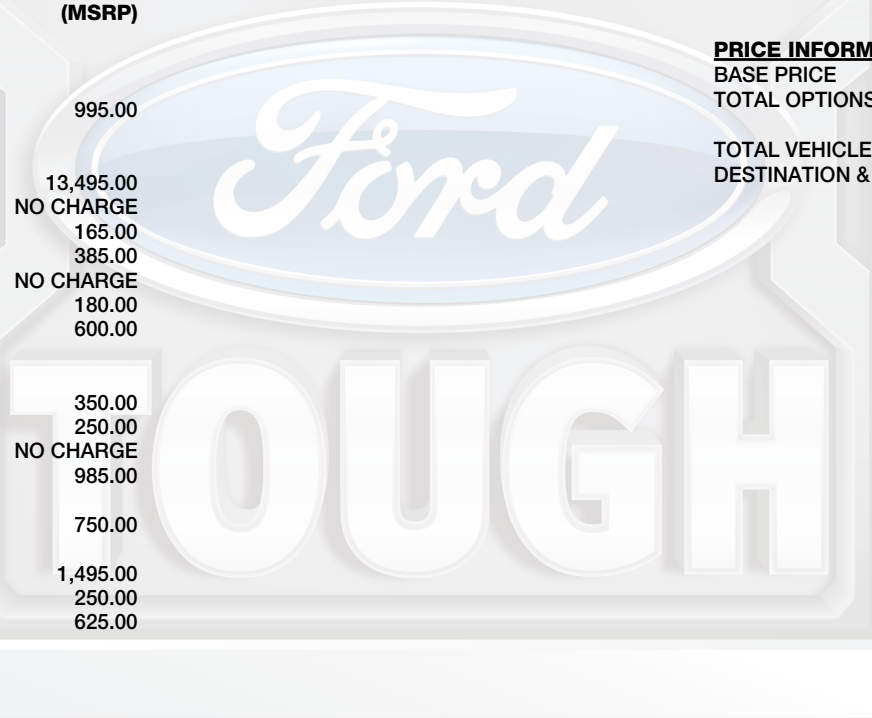 (MSRP)
995.00
13,495.00
NO CHARGE
165.00
385.00
NO CHARGE
180.00
600.00
350.00
250.00
NO CHARGE
985.00
750.00
1,495.00
250.00
625.00
PRICE INFORM
BASE PRICE
TOTAL OPTIONS
TOTAL VEHICLE
DESTINATION &
Ford
TOUGH